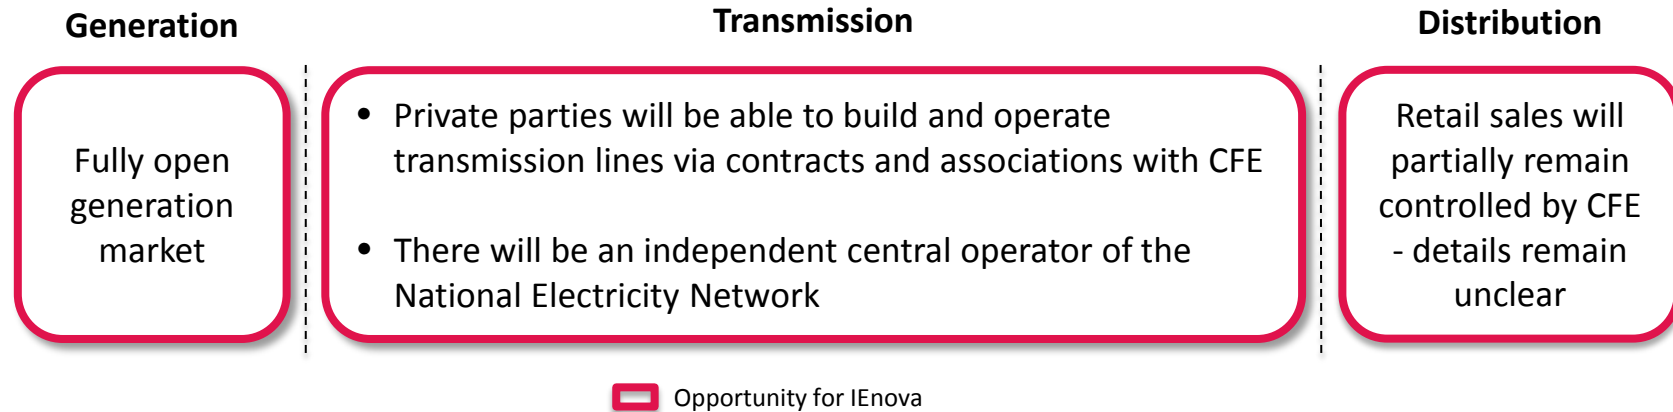 Generation
Transmission
Distribution
Fully open
generation
market
• Private parties will be able to build and operate
transmission lines via contracts and associations with CFE
• There will be an independent central operator of the
National Electricity Network
Retail sales will
partially remain
controlled by CFE
- details remain
unclear
Opportunity for IEnova